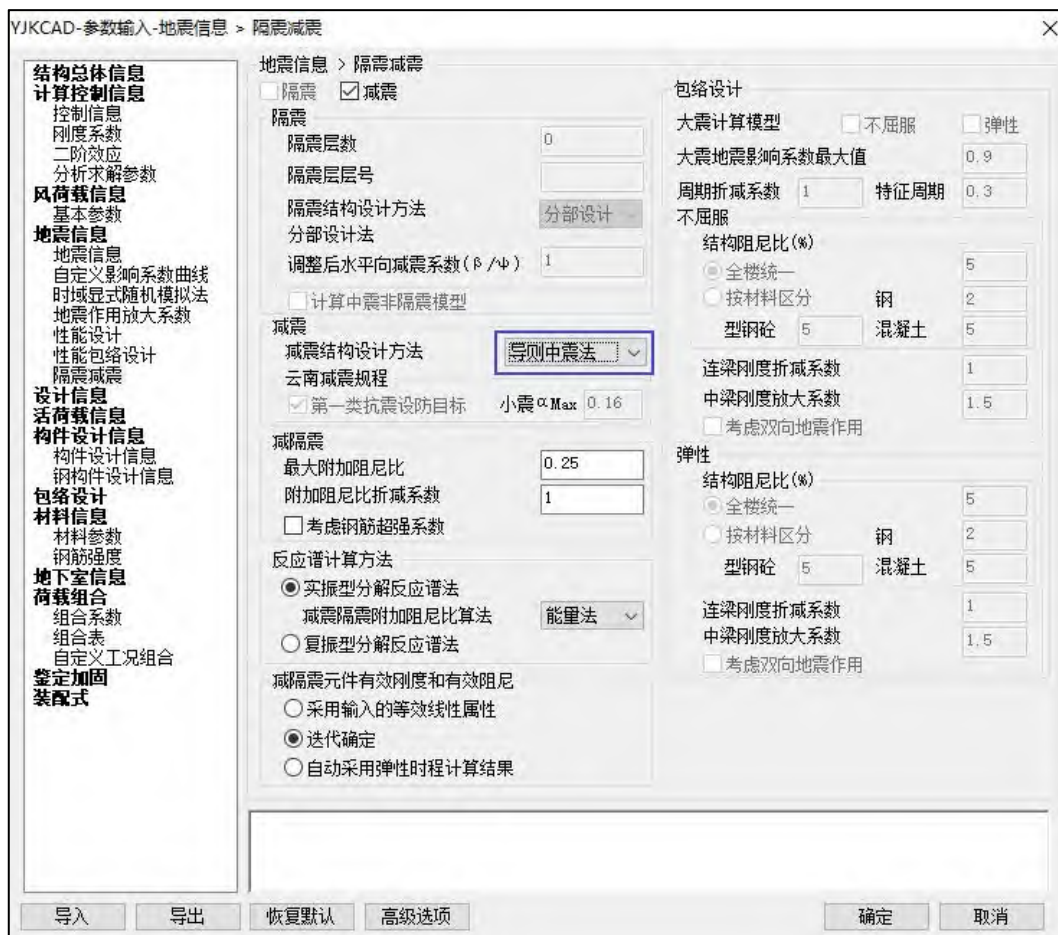 YJKCAD-参数输入-地震信息 > 隔震减震
结构总体信息
计算控制信息
控制信息
刚度系数
二阶效应
分析求解参数
风荷载信息
基本参数
地震信息
地震信息
自定义影响系数曲线
时域显式随机模拟法
地震作用放大系数
性能设计
性能包络设计
隔震减震
设计信息
活荷载信息
构件设计信息
构件设计信息
钢构件设计信息
包络设计
材料信息
材料参数
钢筋强度
地下室信息
荷载组合
组合系数
组合表
自定义工况组合
鉴定加固
装配式
地震信息 > 隔震减震
隔震 减震
隔震
隔震层数 0
隔震层层号
隔震结构设计方法 分部设计
分部设计法
调整后水平向减震系数(β/ψ) 1
计算中震非隔震模型
减震
减震结构设计方法 导则中震法
云南减震规程
第一类抗震设防目标 小震αMax 0.16
减隔震
最大附加阻尼比 0.25
附加阻尼比折减系数 1
考虑钢筋超强系数
反应谱计算方法
实振型分解反应谱法
减震隔震附加阻尼比算法 能量法
复振型分解反应谱法
减隔震元件有效刚度和有效阻尼
采用输入的等效线性属性
迭代确定
自动采用弹性时程计算结果
包络设计
大震计算模型 不屈服 弹性
大震地震影响系数最大值 0.9
周期折减系数 1 特征周期 0.3
不屈服
结构阻尼比(%)
全楼统一 5
按材料区分 钢 2
型钢砼 5 混凝土 5
连梁刚度折减系数 1
中梁刚度放大系数 1.5
考虑双向地震作用
弹性
结构阻尼比(%)
全楼统一 5
按材料区分 钢 2
型钢砼 5 混凝土 5
连梁刚度折减系数 1
中梁刚度放大系数 1.5
考虑双向地震作用
导入 导出 恢复默认 高级选项 确定 取消